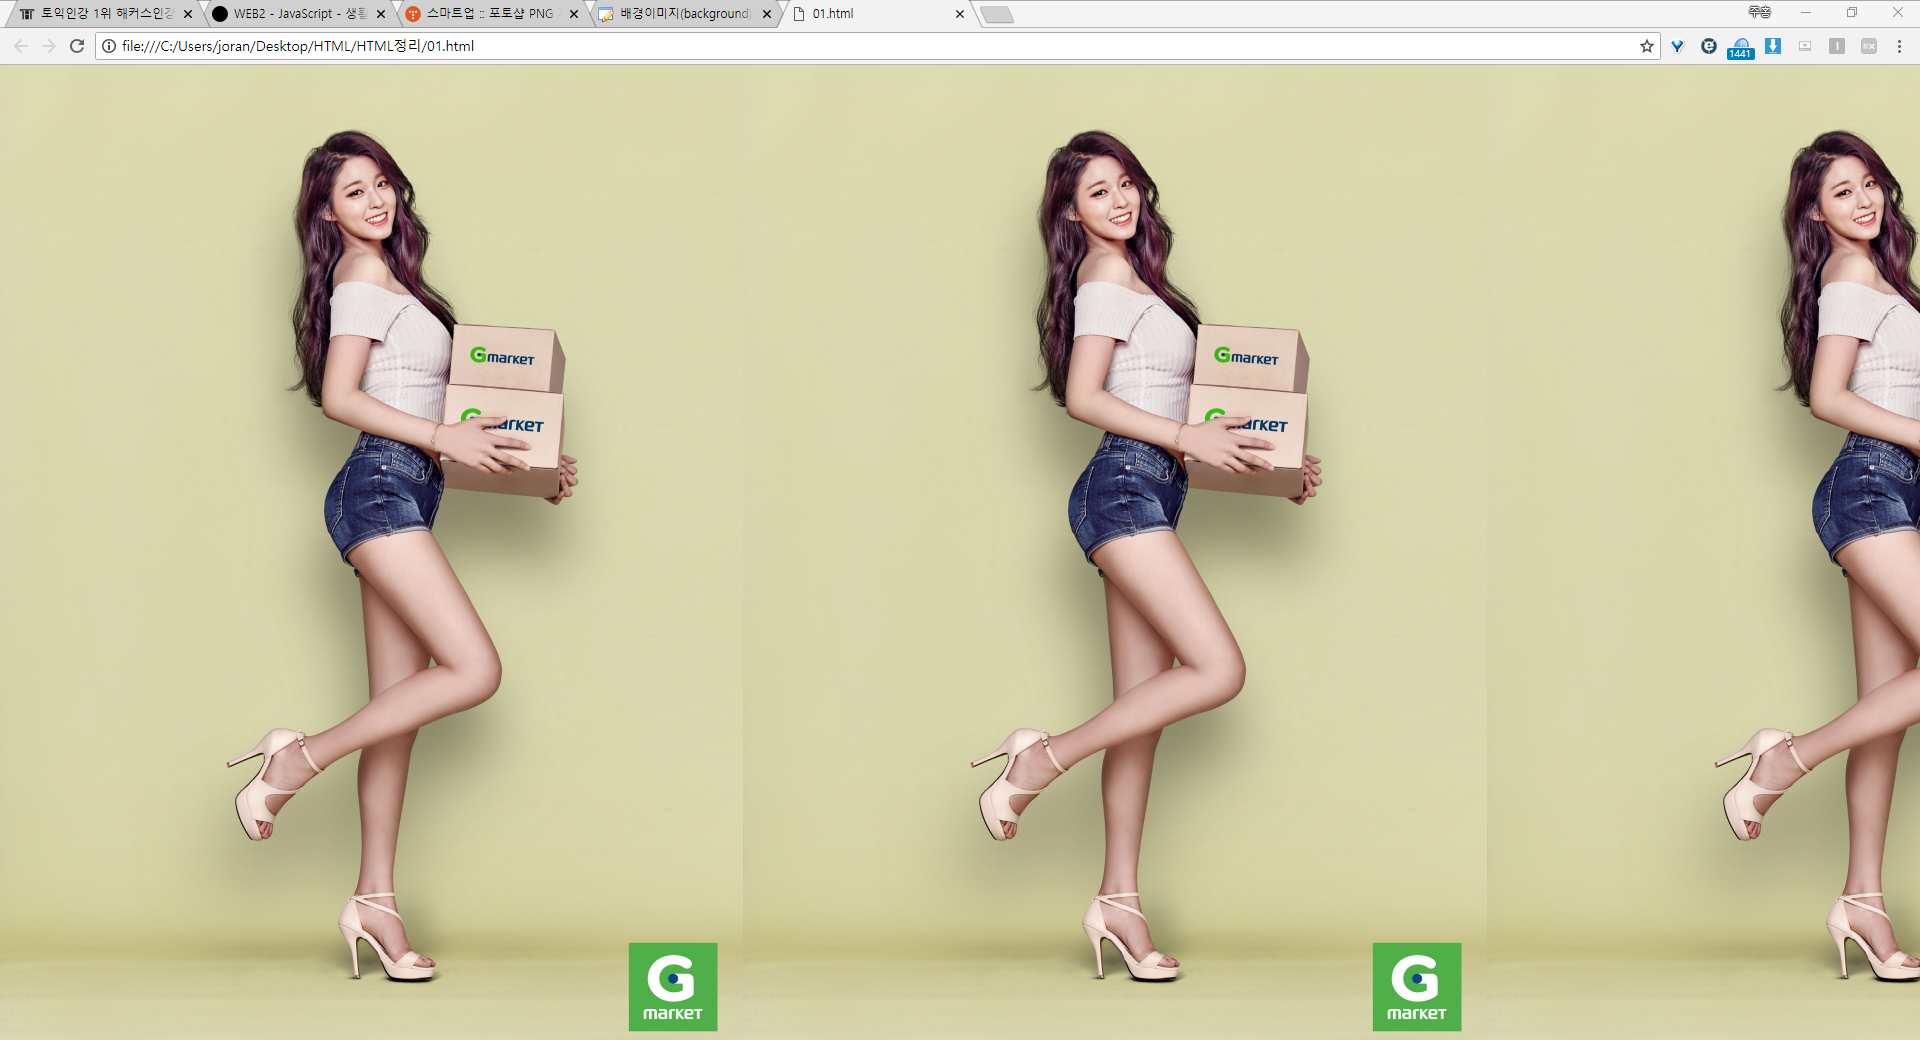 토익인강 1위 해커스인강
WEB2 - JavaScript - 생활
스마트업 :: 포토샵 PNG
배경이미지(background)
01.html
주홍
file:///C:/Users/joran/Desktop/HTML/HTML정리/01.html
1441
Gmarket
Gmarket
Gmarket
Gmarket
G
market
G
market